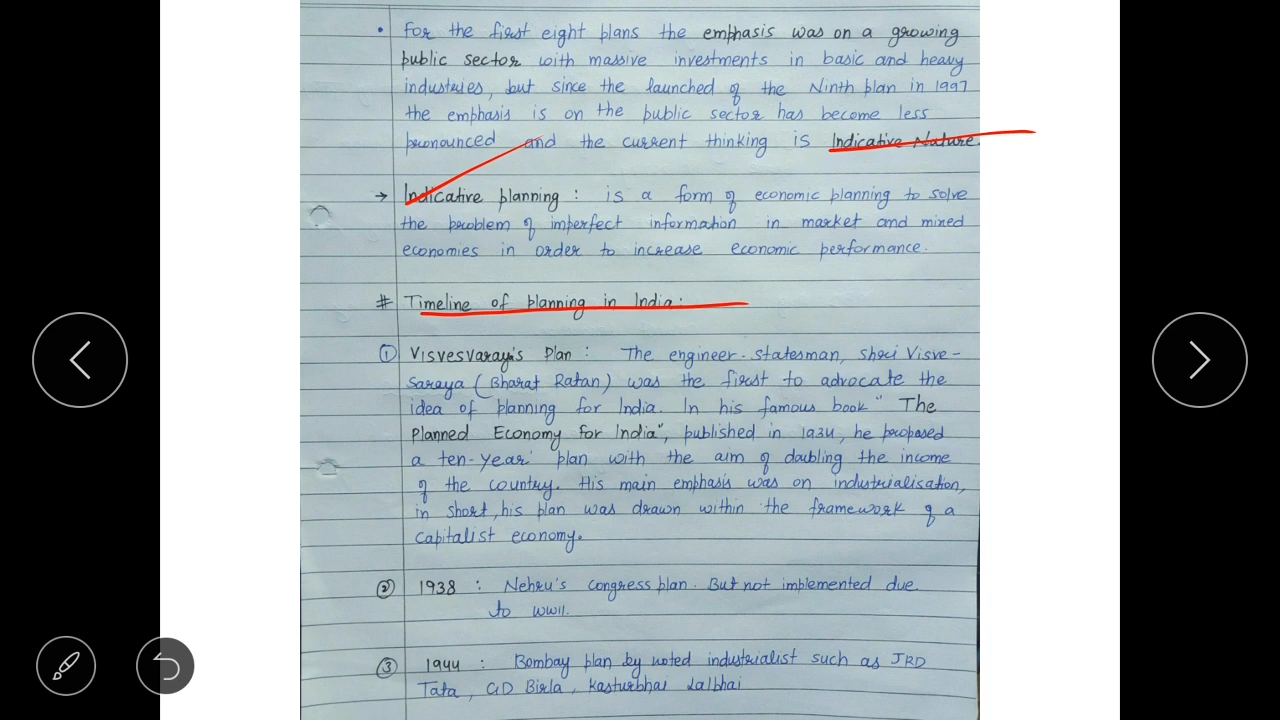 • For the first eight plans the emphasis was on a growing
public sector with massive investments in basic and heavy
industries, but since the launched of the Ninth plan in 1997
the emphasis is on the public sector has become less
pronounced and the current thinking is Indicative Nature.
→ Indicative planning : is a form of economic planning to solve
the problem of imperfect information in market and mixed
economies in order to increase economic performance.
# Timeline of planning in India:
① Visvesvaray's Plan : The engineer-statesman, Shri Visve-
saraya (Bharat Ratan) was the first to advocate the
idea of planning for India. In his famous book "The
Planned Economy for India", published in 1934, he proposed
a ten-year plan with the aim of doubling the income
of the country. His main emphasis was on industrialisation,
in short, his plan was drawn within the framework of a
capitalist economy.
② 1938 : Nehru's congress plan. But not implemented due
to WWII.
③ 1944 : Bombay plan by noted industrialist such as JRD
Tata, GD Birla, Kasturbhai Lalbhai